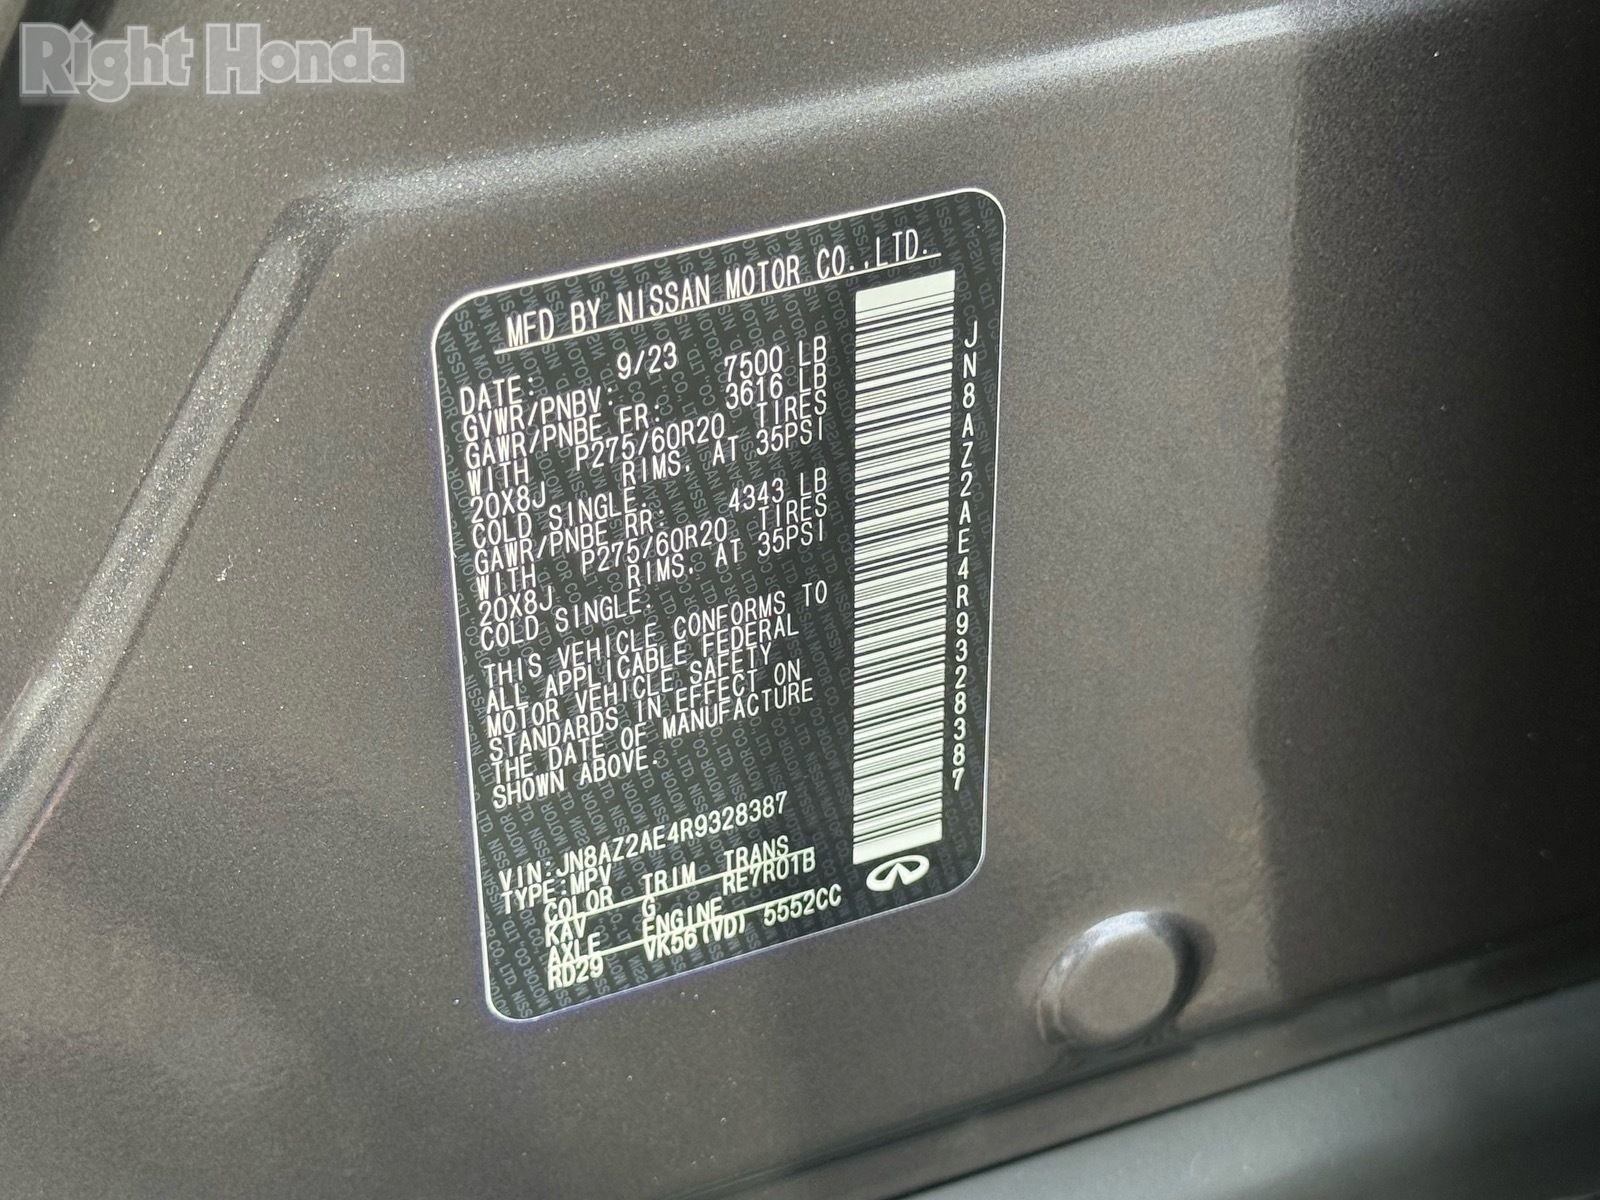 Right Honda
MFD BY NISSAN MOTOR CO.,LTD.
DATE: 9/23
GVWR/PNBV: 7500 LB
GAWR/PNBE FR: 3616 LB
WITH P275/60R20 TIRES
20X8J RIMS, AT 35PSI
COLD SINGLE.
GAWR/PNBE RR: 4343 LB
WITH P275/60R20 TIRES
20X8J RIMS, AT 35PSI
COLD SINGLE.
THIS VEHICLE CONFORMS TO
ALL APPLICABLE FEDERAL
MOTOR VEHICLE SAFETY
STANDARDS IN EFFECT ON
THE DATE OF MANUFACTURE
SHOWN ABOVE.
VIN:JN8AZ2AE4R9328387
TYPE:MPV
COLOR TRIM TRANS
KAV G RE7R01B
AXLE ENGINE
RD29 VK56(VD) 5552CC
JN8AZ2AE4R9328387